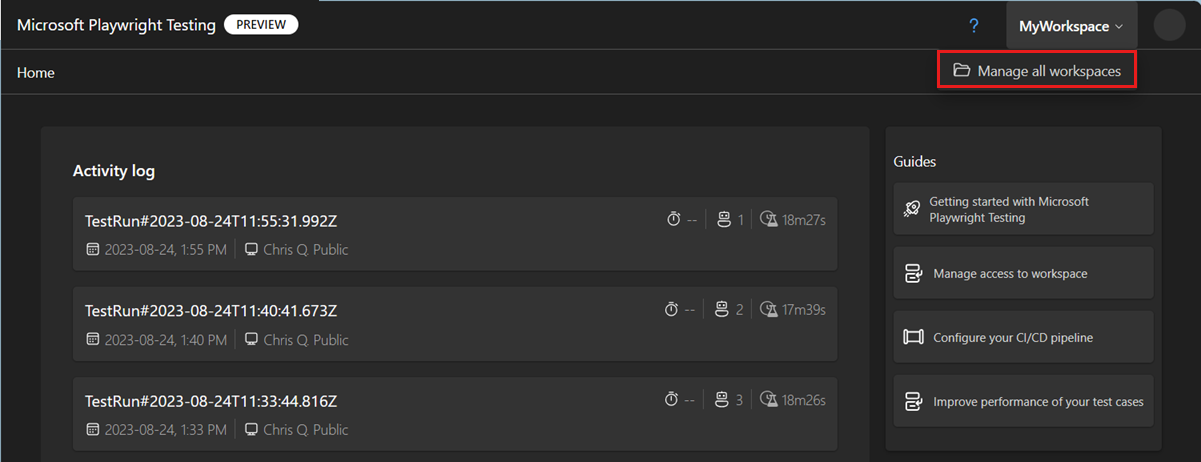 Microsoft Playwright Testing PREVIEW ? MyWorkspace
Home
Manage all workspaces
Activity log
TestRun#2023-08-24T11:55:31.992Z -- 1 18m27s
2023-08-24, 1:55 PM Chris Q. Public
TestRun#2023-08-24T11:40:41.673Z -- 2 17m39s
2023-08-24, 1:40 PM Chris Q. Public
TestRun#2023-08-24T11:33:44.816Z -- 3 18m26s
2023-08-24, 1:33 PM Chris Q. Public
Guides
Getting started with Microsoft
Playwright Testing
Manage access to workspace
Configure your CI/CD pipeline
Improve performance of your test cases